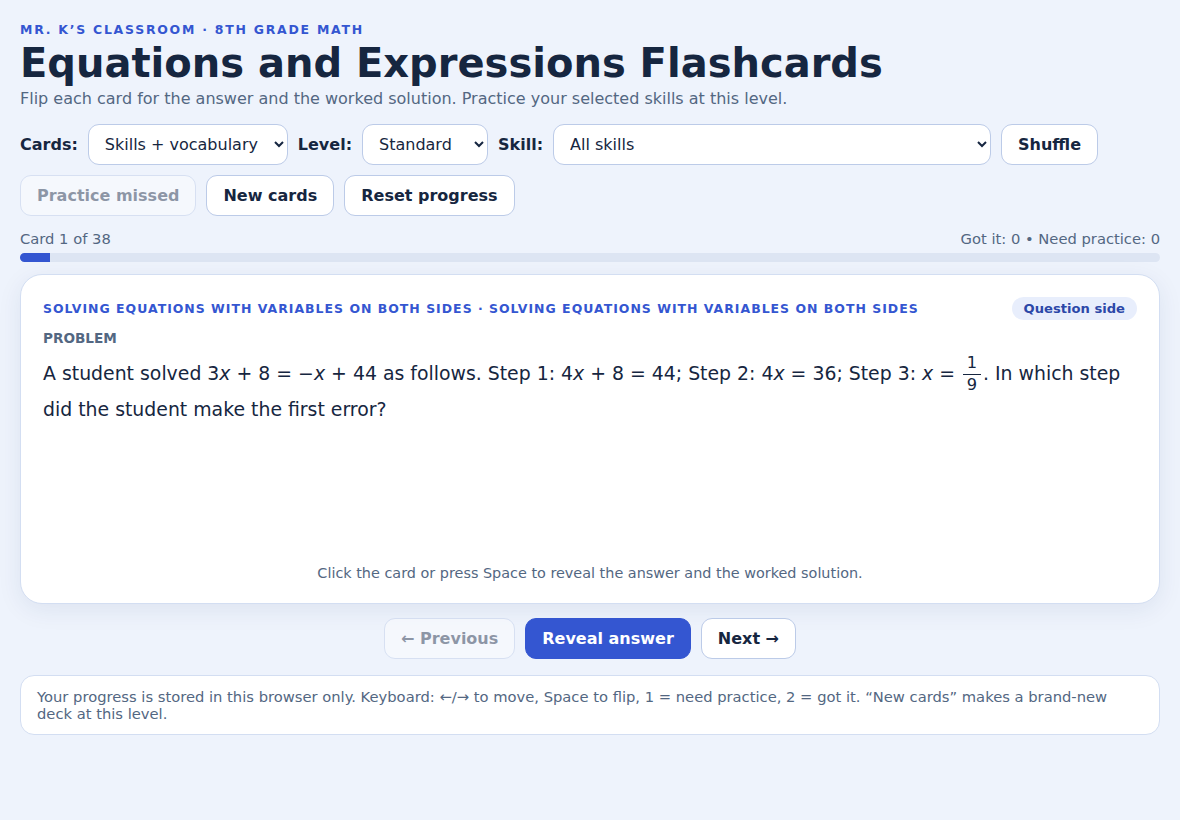 MR. K’S CLASSROOM · 8TH GRADE MATH
Equations and Expressions Flashcards
Flip each card for the answer and the worked solution. Practice your selected skills at this level.
Cards: Skills + vocabulary Level: Standard Skill: All skills Shuffle
Practice missed New cards Reset progress
Card 1 of 38 Got it: 0 • Need practice: 0
SOLVING EQUATIONS WITH VARIABLES ON BOTH SIDES · SOLVING EQUATIONS WITH VARIABLES ON BOTH SIDES Question side
PROBLEM
A student solved 3x + 8 = −x + 44 as follows. Step 1: 4x + 8 = 44; Step 2: 4x = 36; Step 3: x = 1/9. In which step
did the student make the first error?
Click the card or press Space to reveal the answer and the worked solution.
← Previous Reveal answer Next →
Your progress is stored in this browser only. Keyboard: ←/→ to move, Space to flip, 1 = need practice, 2 = got it. “New cards” makes a brand-new
deck at this level.